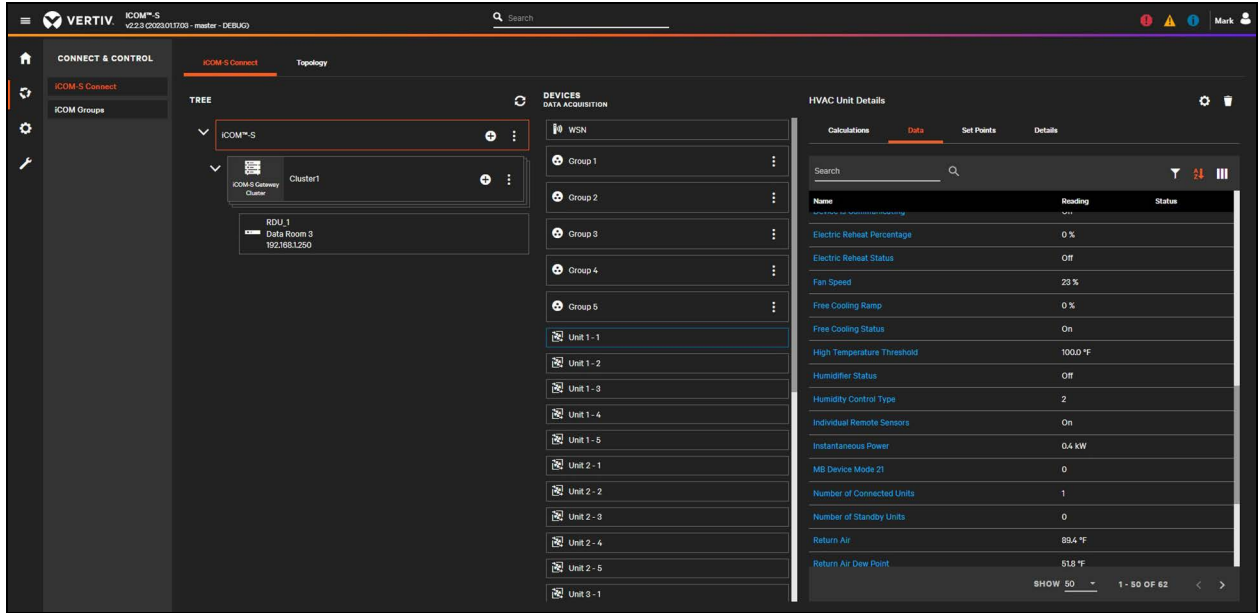 VERTIV.
iCOM™-S
v2.2.3 (2023.01.17.03 - master - DEBUG)
Search
Mark
CONNECT & CONTROL
iCOM-S Connect
iCOM Groups
iCOM-S Connect
Topology
TREE
iCOM™-S
iCOM-S Gateway
Cluster
Cluster1
RDU_1
Data Room 3
192.168.1.250
DEVICES
DATA ACQUISITION
WSN
Group 1
Group 2
Group 3
Group 4
Group 5
Unit 1 - 1
Unit 1 - 2
Unit 1 - 3
Unit 1 - 4
Unit 1 - 5
Unit 2 - 1
Unit 2 - 2
Unit 2 - 3
Unit 2 - 4
Unit 2 - 5
Unit 3 - 1
HVAC Unit Details
Calculations Data Set Points Details
Search
Name Reading Status
Device is Communicating On
Electric Reheat Percentage 0 %
Electric Reheat Status Off
Fan Speed 23 %
Free Cooling Ramp 0 %
Free Cooling Status On
High Temperature Threshold 100.0 °F
Humidifier Status Off
Humidity Control Type 2
Individual Remote Sensors On
Instantaneous Power 0.4 kW
MB Device Mode 21 0
Number of Connected Units 1
Number of Standby Units 0
Return Air 89.4 °F
Return Air Dew Point 51.8 °F
SHOW 50 1 - 50 OF 62